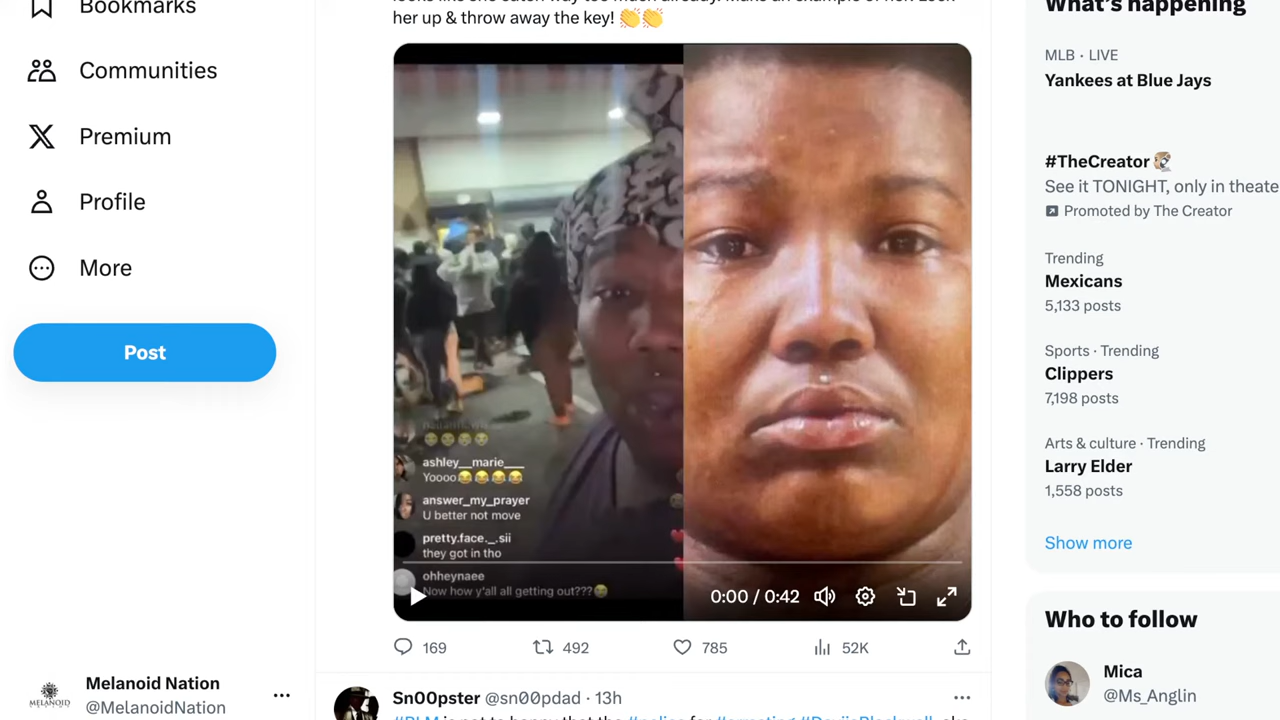 Bookmarks
Communities
Premium
Profile
More
Post
Melanoid Nation
@MelanoidNation
MELANOID
her up & throw away the key! 👏👏
😭😭😭😭
ashley__marie___
Yoooo😂😂😂😂
answer_my_prayer
U better not move
pretty.face._.sii
they got in tho
ohheynaee
Now how y'all all getting out???😭
0:00 / 0:42
169
492
785
52K
Sn00pster @sn00pdad · 13h
What's happening
MLB · LIVE
Yankees at Blue Jays
#TheCreator
See it TONIGHT, only in theate
Promoted by The Creator
Trending
Mexicans
5,133 posts
Sports · Trending
Clippers
7,198 posts
Arts & culture · Trending
Larry Elder
1,558 posts
Show more
Who to follow
Mica
@Ms_Anglin